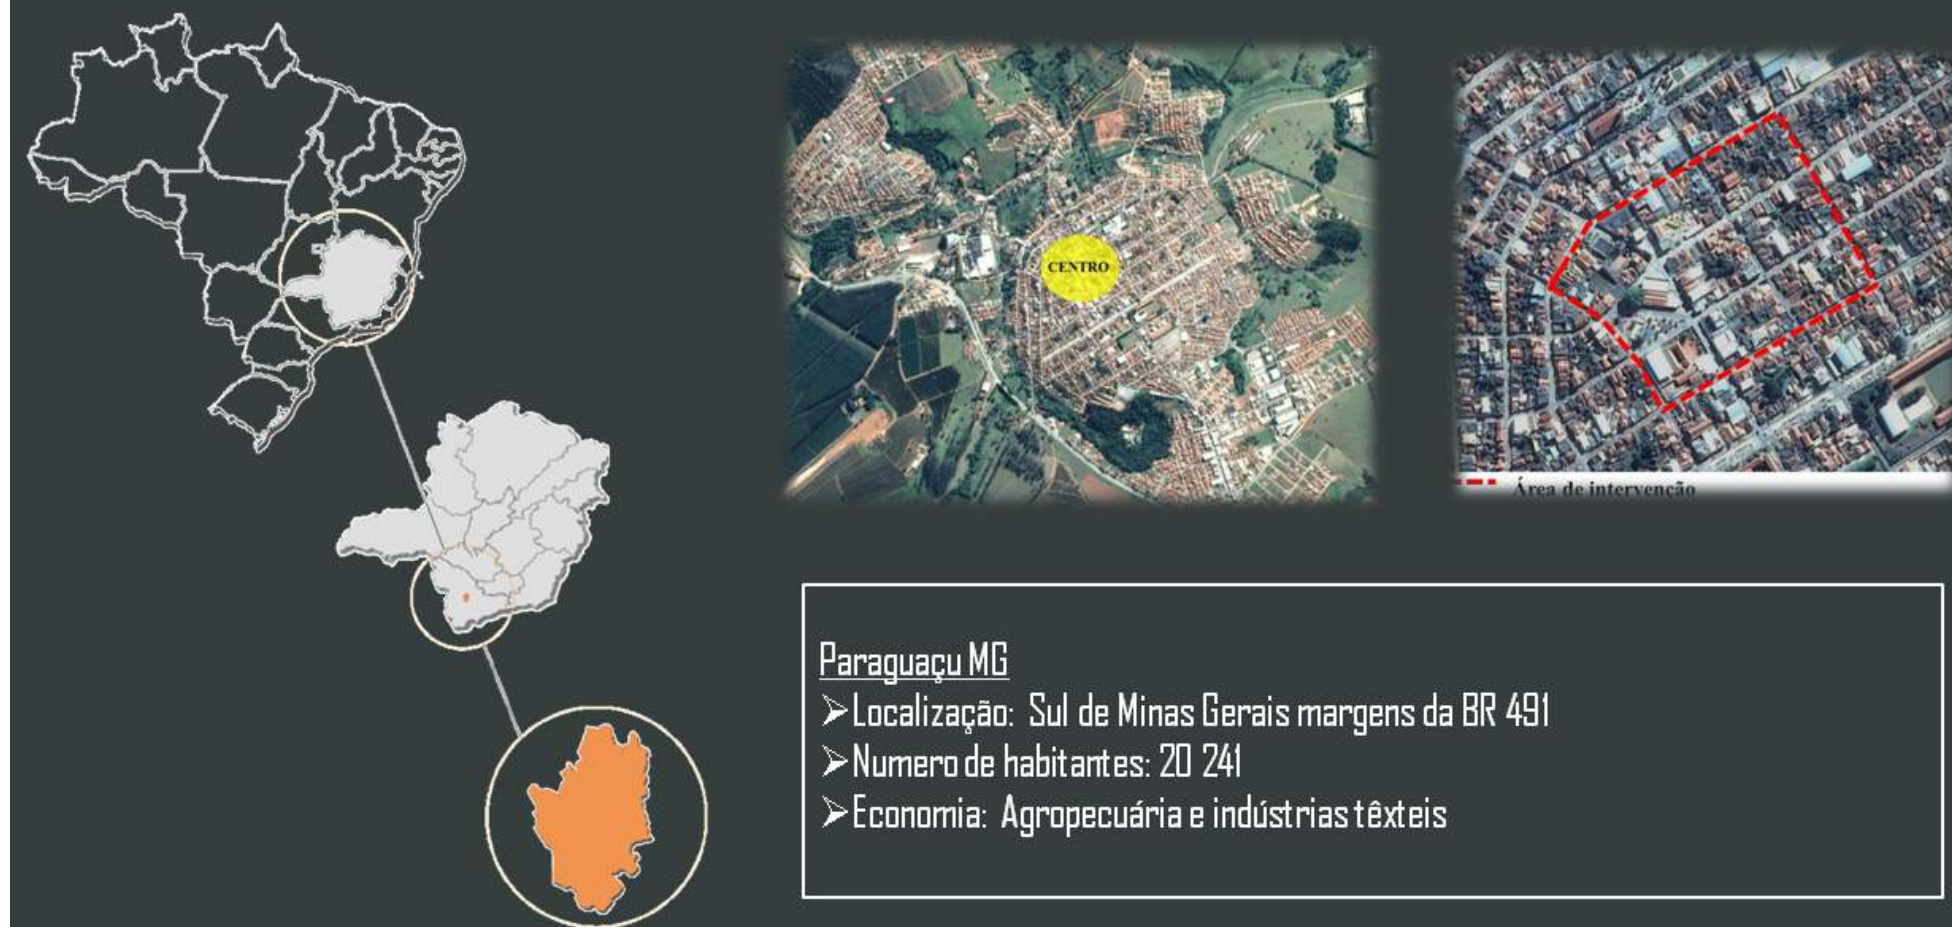 CENTRO
Área de intervenção
Paraguaçu MG
➢Localização: Sul de Minas Gerais margens da BR 491
➢Numero de habitantes: 20 241
➢Economia: Agropecuária e indústrias têxteis